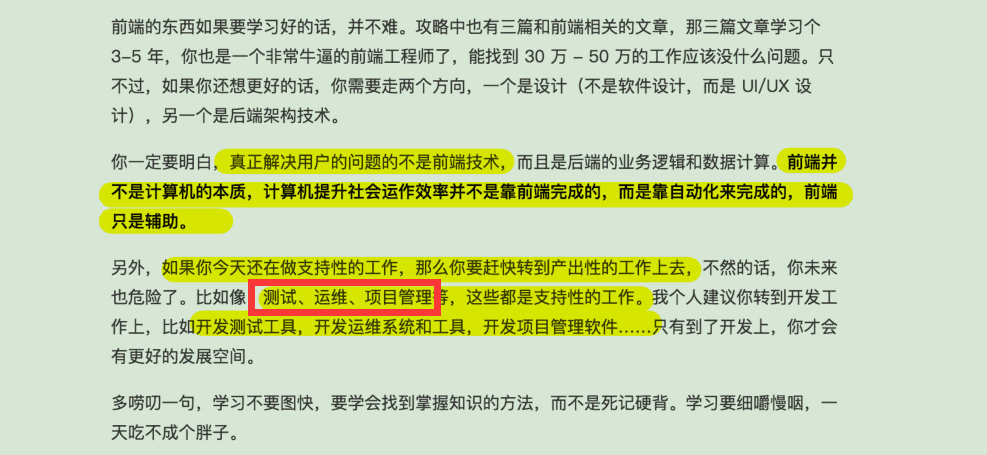 前端的东西如果要学习好的话，并不难。攻略中也有三篇和前端相关的文章，那三篇文章学习个
3–5 年，你也是一个非常牛逼的前端工程师了，能找到 30 万 – 50 万的工作应该没什么问题。只
不过，如果你还想更好的话，你需要走两个方向，一个是设计（不是软件设计，而是 UI/UX 设
计），另一个是后端架构技术。
你一定要明白，真正解决用户的问题的不是前端技术，而且是后端的业务逻辑和数据计算。前端并
不是计算机的本质，计算机提升社会运作效率并不是靠前端完成的，而是靠自动化来完成的，前端
只是辅助。
另外，如果你今天还在做支持性的工作，那么你要赶快转到产出性的工作上去，不然的话，你未来
也危险了。比如像测试、运维、项目管理等，这些都是支持性的工作。我个人建议你转到开发工
作上，比如开发测试工具，开发运维系统和工具，开发项目管理软件……只有到了开发上，你才会
有更好的发展空间。
多唠叨一句，学习不要图快，要学会找到掌握知识的方法，而不是死记硬背。学习要细嚼慢咽，一
天吃不成个胖子。